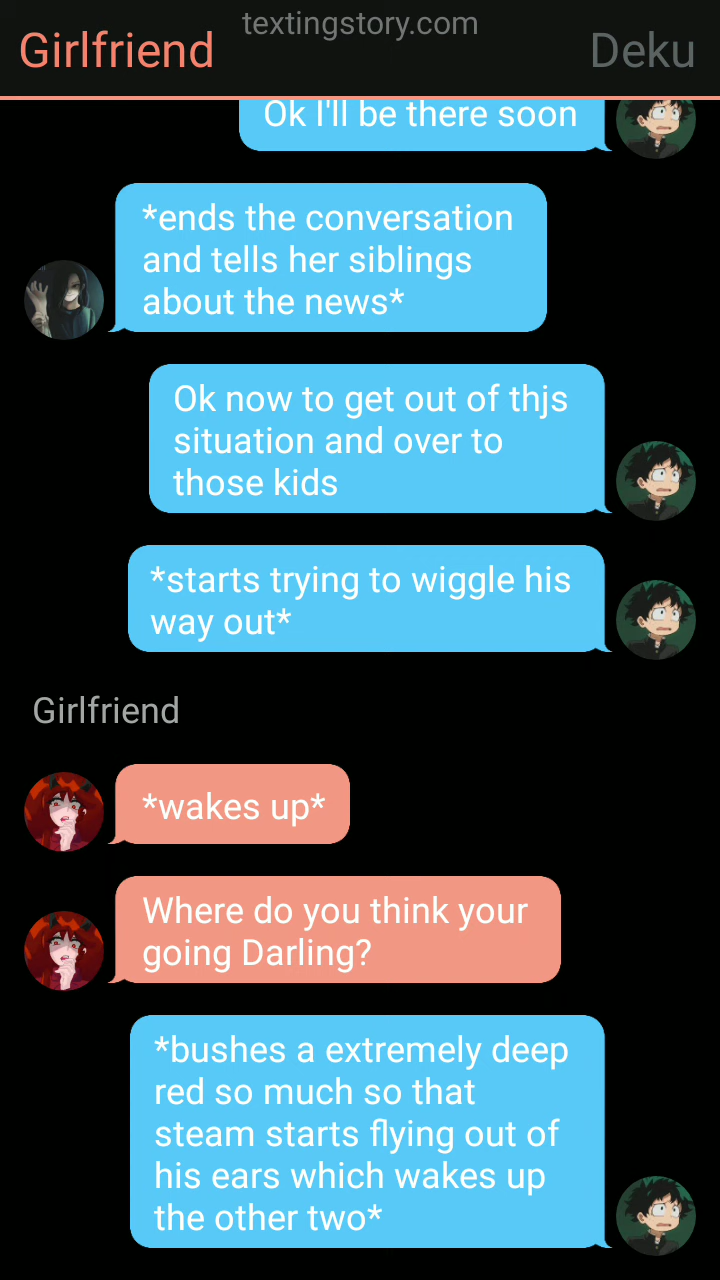 textingstory.com
Girlfriend
Deku
Ok I'll be there soon
*ends the conversation
and tells her siblings
about the news*
Ok now to get out of thjs
situation and over to
those kids
*starts trying to wiggle his
way out*
Girlfriend
*wakes up*
Where do you think your
going Darling?
*bushes a extremely deep
red so much so that
steam starts flying out of
his ears which wakes up
the other two*